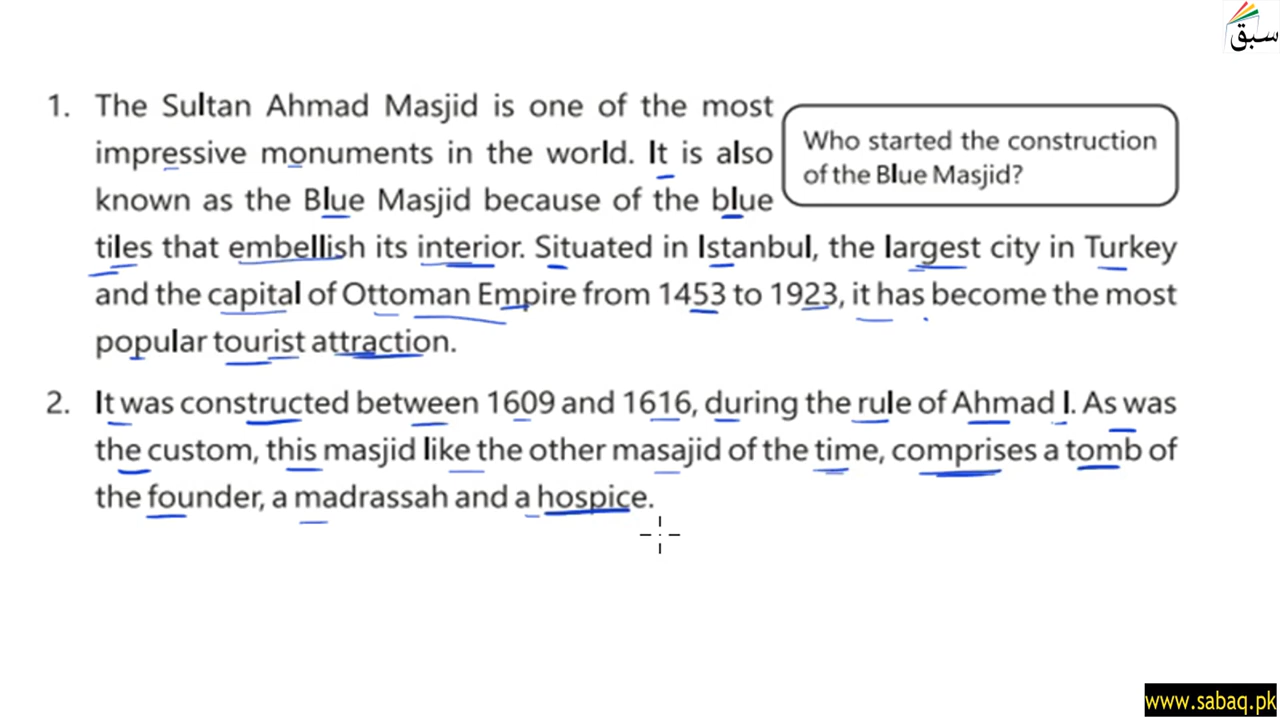 سبق
1. The Sultan Ahmad Masjid is one of the most
impressive monuments in the world. It is also
known as the Blue Masjid because of the blue
tiles that embellish its interior. Situated in Istanbul, the largest city in Turkey
and the capital of Ottoman Empire from 1453 to 1923, it has become the most
popular tourist attraction.
Who started the construction
of the Blue Masjid?
2. It was constructed between 1609 and 1616, during the rule of Ahmad I. As was
the custom, this masjid like the other masajid of the time, comprises a tomb of
the founder, a madrassah and a hospice.
www.sabaq.pk